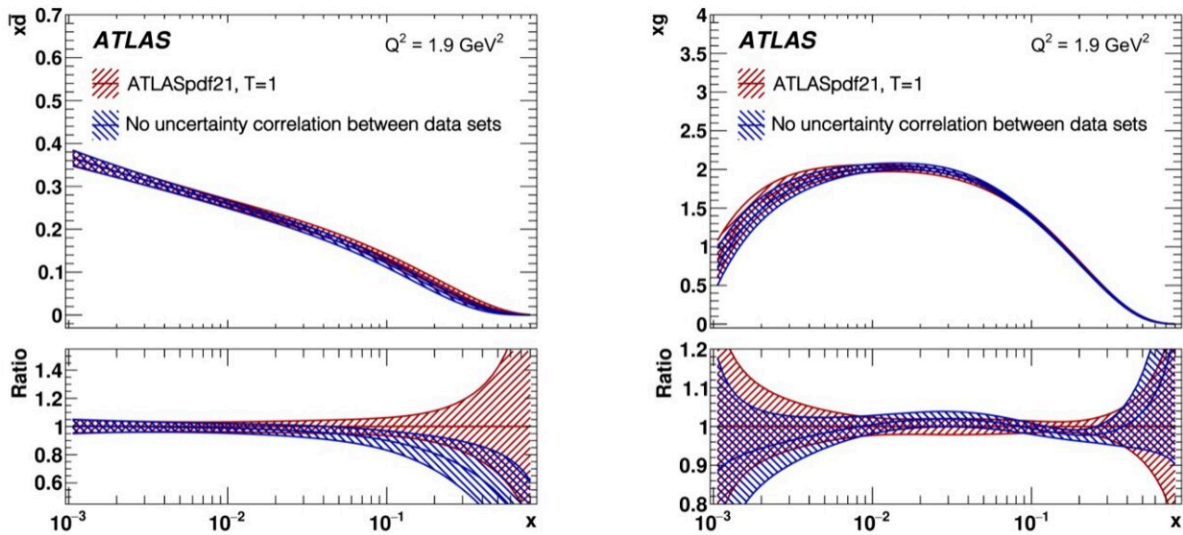 xd̅
0.7
0.6
0.5
0.4
0.3
0.2
0.1
0
ATLAS
Q² = 1.9 GeV²
ATLASpdf21, T=1
No uncertainty correlation between data sets
Ratio
1.4
1.2
1
0.8
0.6
10⁻³
10⁻²
10⁻¹
x
xg
4
3.5
3
2.5
2
1.5
1
0.5
0
ATLAS
Q² = 1.9 GeV²
ATLASpdf21, T=1
No uncertainty correlation between data sets
Ratio
1.2
1.1
1
0.9
0.8
10⁻³
10⁻²
10⁻¹
x